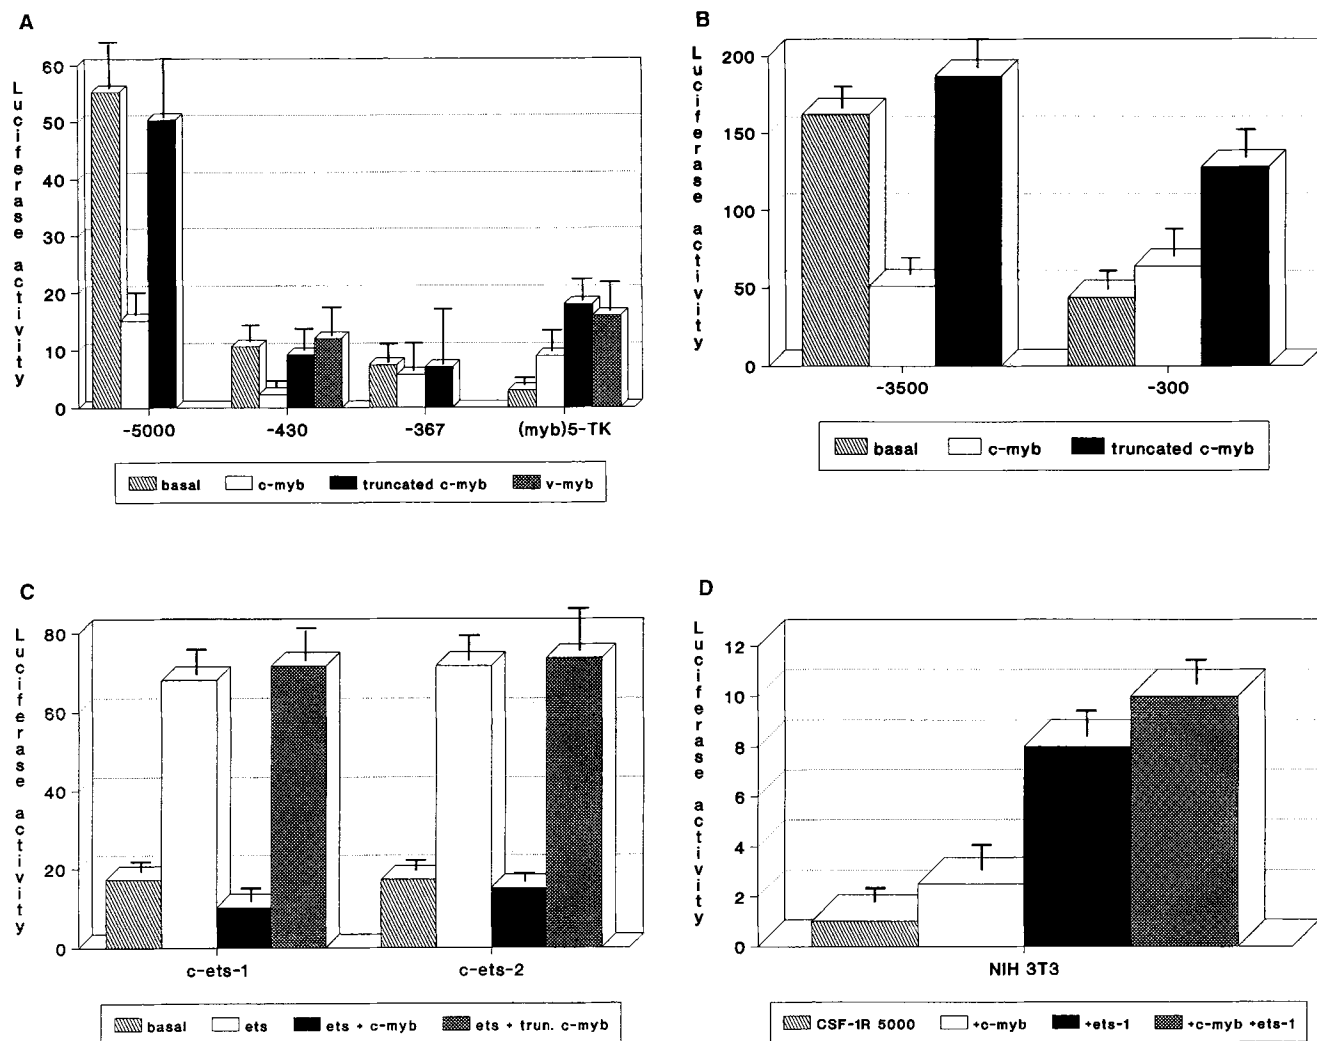 A
Luciferase activity
60
50
40
30
20
10
0
-5000
-430
-367
(myb)5-TK
basal
c-myb
truncated c-myb
v-myb
B
Luciferase activity
200
150
100
50
0
-3500
-300
basal
c-myb
truncated c-myb
C
Luciferase activity
80
60
40
20
0
c-ets-1
c-ets-2
basal
ets
ets + c-myb
ets + trun. c-myb
D
Luciferase activity
12
10
8
6
4
2
0
NIH 3T3
CSF-1R 5000
+c-myb
+ets-1
+c-myb +ets-1